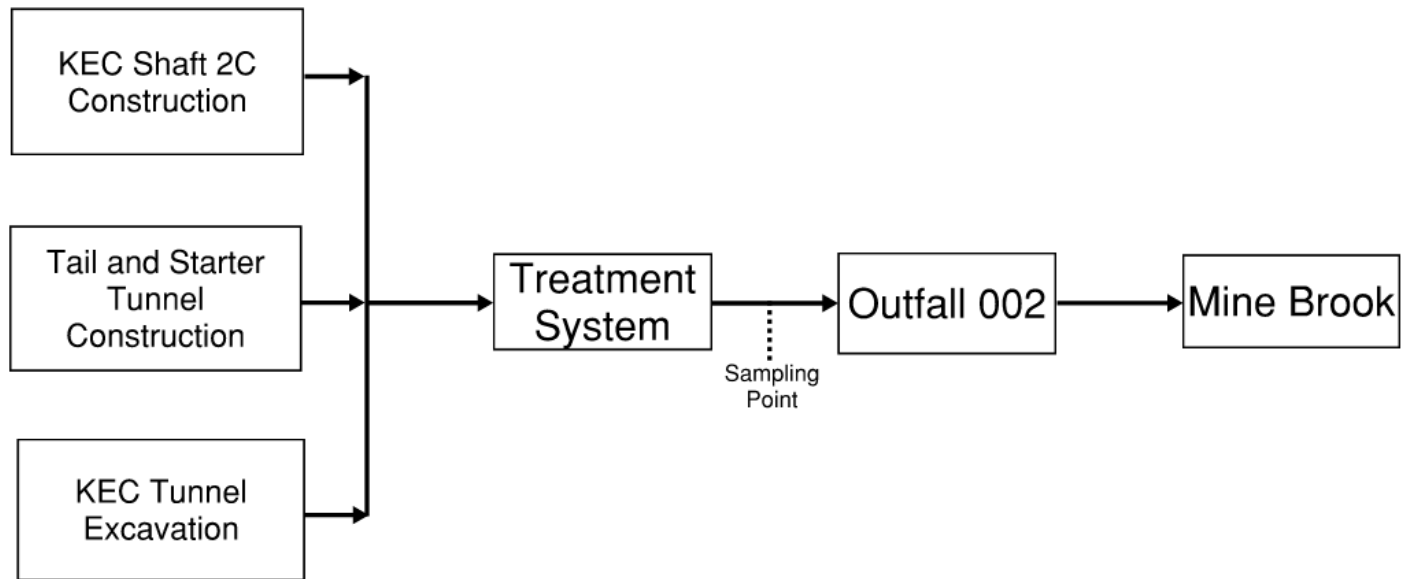 KEC Shaft 2C
Construction
Tail and Starter
Tunnel
Construction
KEC Tunnel
Excavation
Treatment
System
Sampling
Point
Outfall 002
Mine Brook